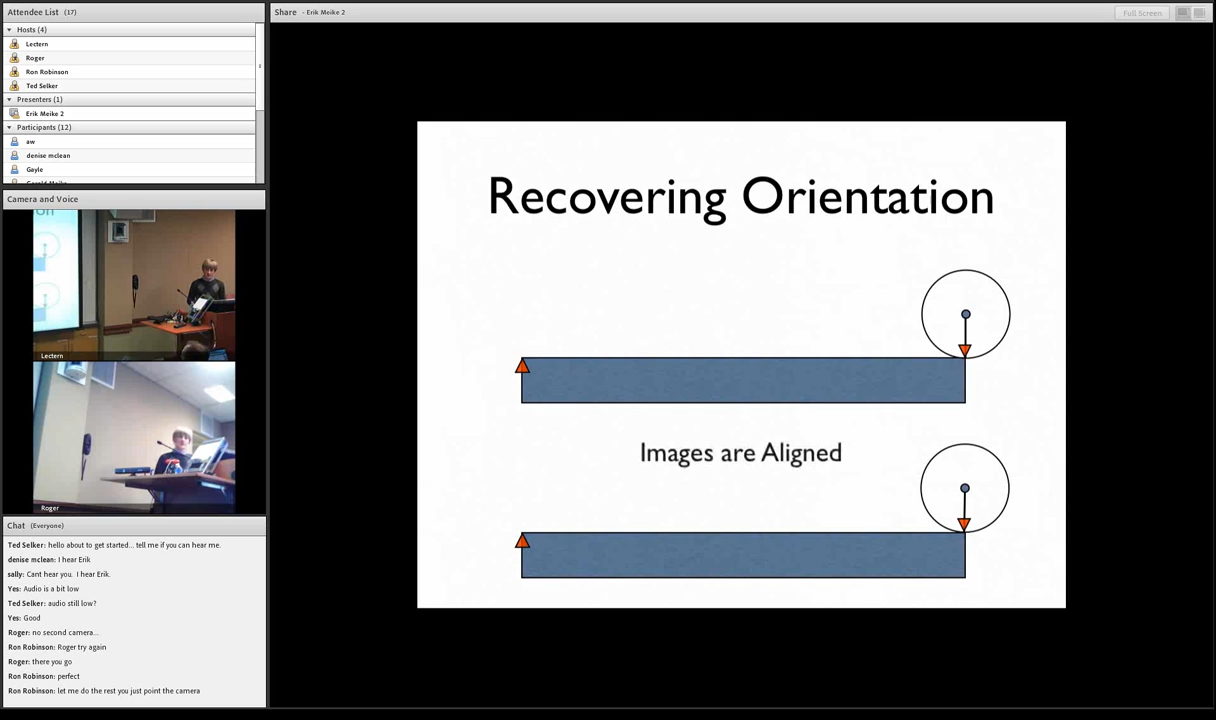 Attendee List (17)
Hosts (4)
Lectern
Roger
Ron Robinson
Ted Selker
Presenters (1)
Erik Meike 2
Participants (12)
aw
denise mclean
Gayle
Camera and Voice
Lectern
Roger
Chat (Everyone)
Ted Selker: hello about to get started... tell me if you can hear me.
denise mclean: I hear Erik
sally: Cant hear you. I hear Erik.
Yes: Audio is a bit low
Ted Selker: audio still low?
Yes: Good
Roger: no second camera...
Ron Robinson: Roger try again
Roger: there you go
Ron Robinson: perfect
Ron Robinson: let me do the rest you just point the camera
Share - Erik Meike 2
Full Screen
Recovering Orientation
Images are Aligned